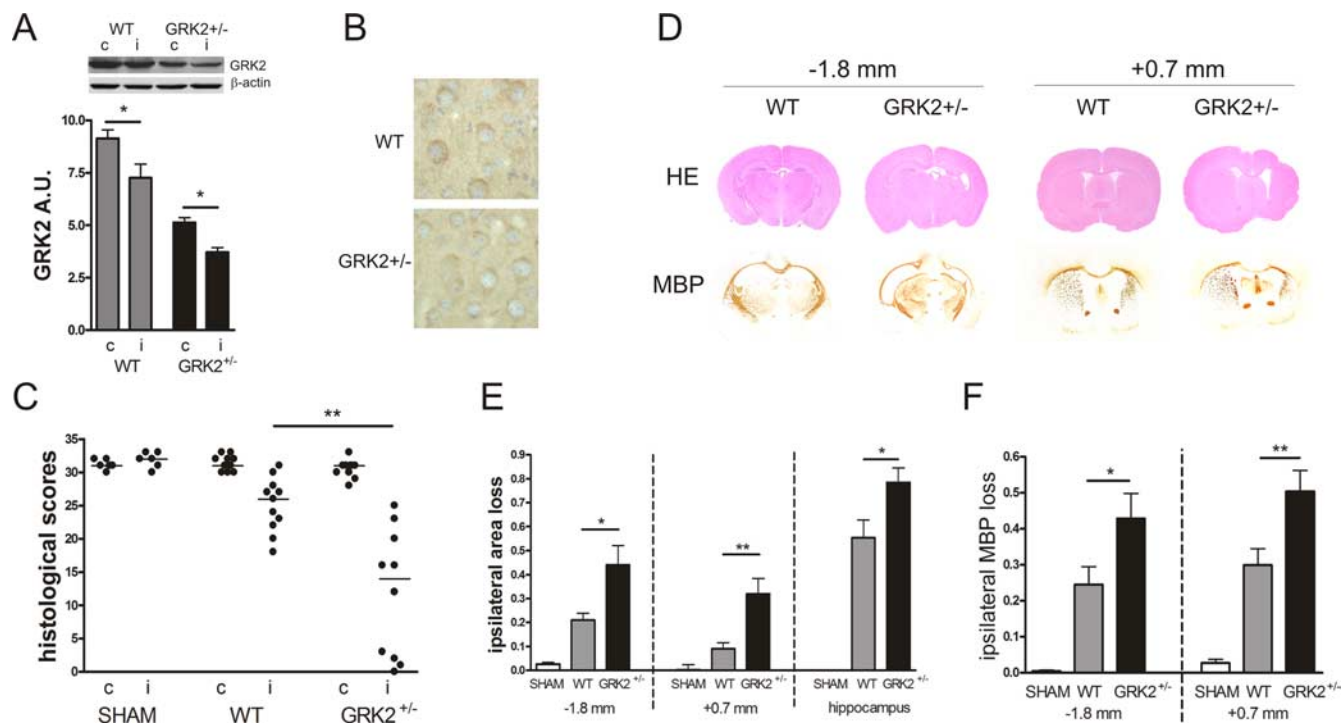 A
WT GRK2+/-
c i c i
GRK2
β-actin
*
*
10.0
7.5
5.0
2.5
0.0
GRK2 A.U.
c i c i
WT GRK2+/-
B
WT
GRK2+/-
D
-1.8 mm +0.7 mm
WT GRK2+/- WT GRK2+/-
HE
MBP
C
**
35
30
25
20
15
10
5
0
histological scores
c i c i c i
SHAM WT GRK2+/-
E
0.9
0.8
0.7
0.6
0.5
0.4
0.3
0.2
0.1
0.0
ipsilateral area loss
*
**
*
SHAM WT GRK2+/- SHAM WT GRK2+/- SHAM WT GRK2+/-
-1.8 mm +0.7 mm hippocampus
F
0.6
0.5
0.4
0.3
0.2
0.1
0.0
ipsilateral MBP loss
*
**
SHAM WT GRK2+/- SHAM WT GRK2+/-
-1.8 mm +0.7 mm